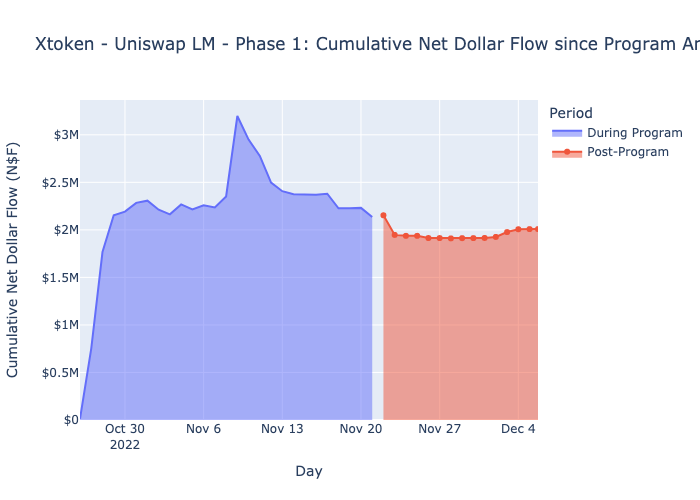 Xtoken - Uniswap LM - Phase 1: Cumulative Net Dollar Flow since Program
Period
During Program
Post-Program
Cumulative Net Dollar Flow (N$F)
$3M
$2.5M
$2M
$1.5M
$1M
$0.5M
$0
Oct 30
2022
Nov 6
Nov 13
Nov 20
Nov 27
Dec 4
Day